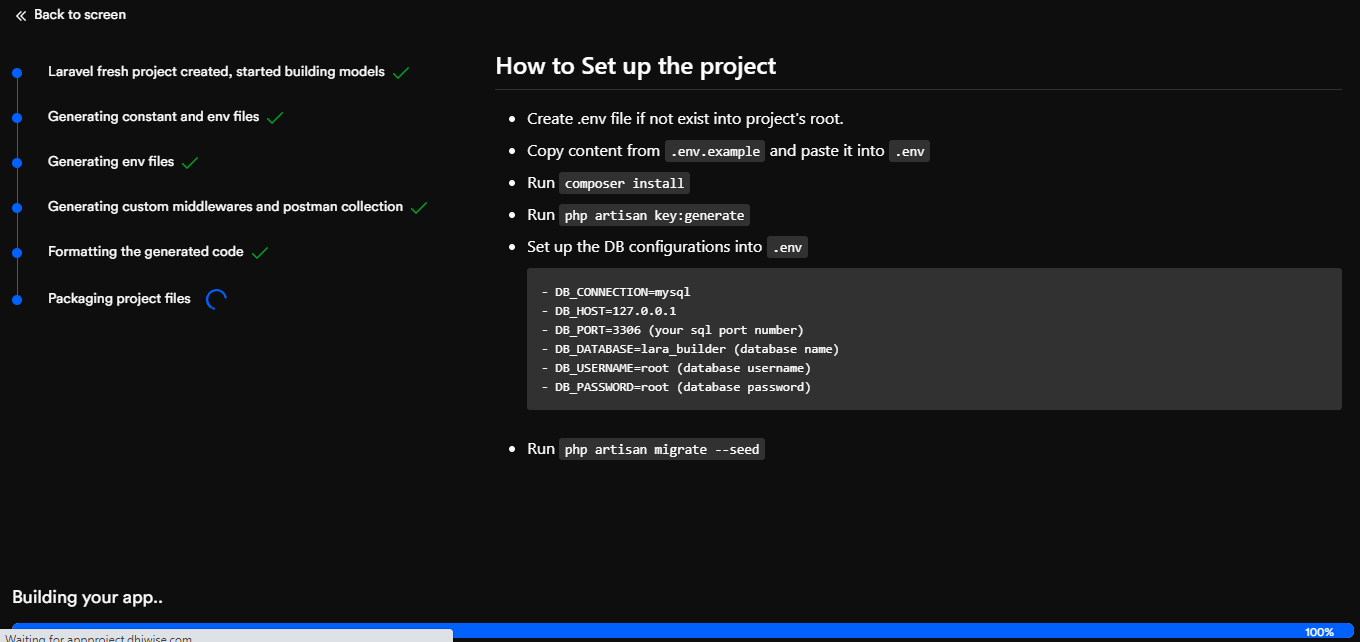 Back to screen
Laravel fresh project created, started building models
Generating constant and env files
Generating env files
Generating custom middlewares and postman collection
Formatting the generated code
Packaging project files
How to Set up the project
Create .env file if not exist into project's root.
Copy content from .env.example and paste it into .env
Run composer install
Run php artisan key:generate
Set up the DB configurations into .env
- DB_CONNECTION=mysql
- DB_HOST=127.0.0.1
- DB_PORT=3306 (your sql port number)
- DB_DATABASE=lara_builder (database name)
- DB_USERNAME=root (database username)
- DB_PASSWORD=root (database password)
Run php artisan migrate --seed
Building your app..
100%
Waiting for appproject.dhiwise.com